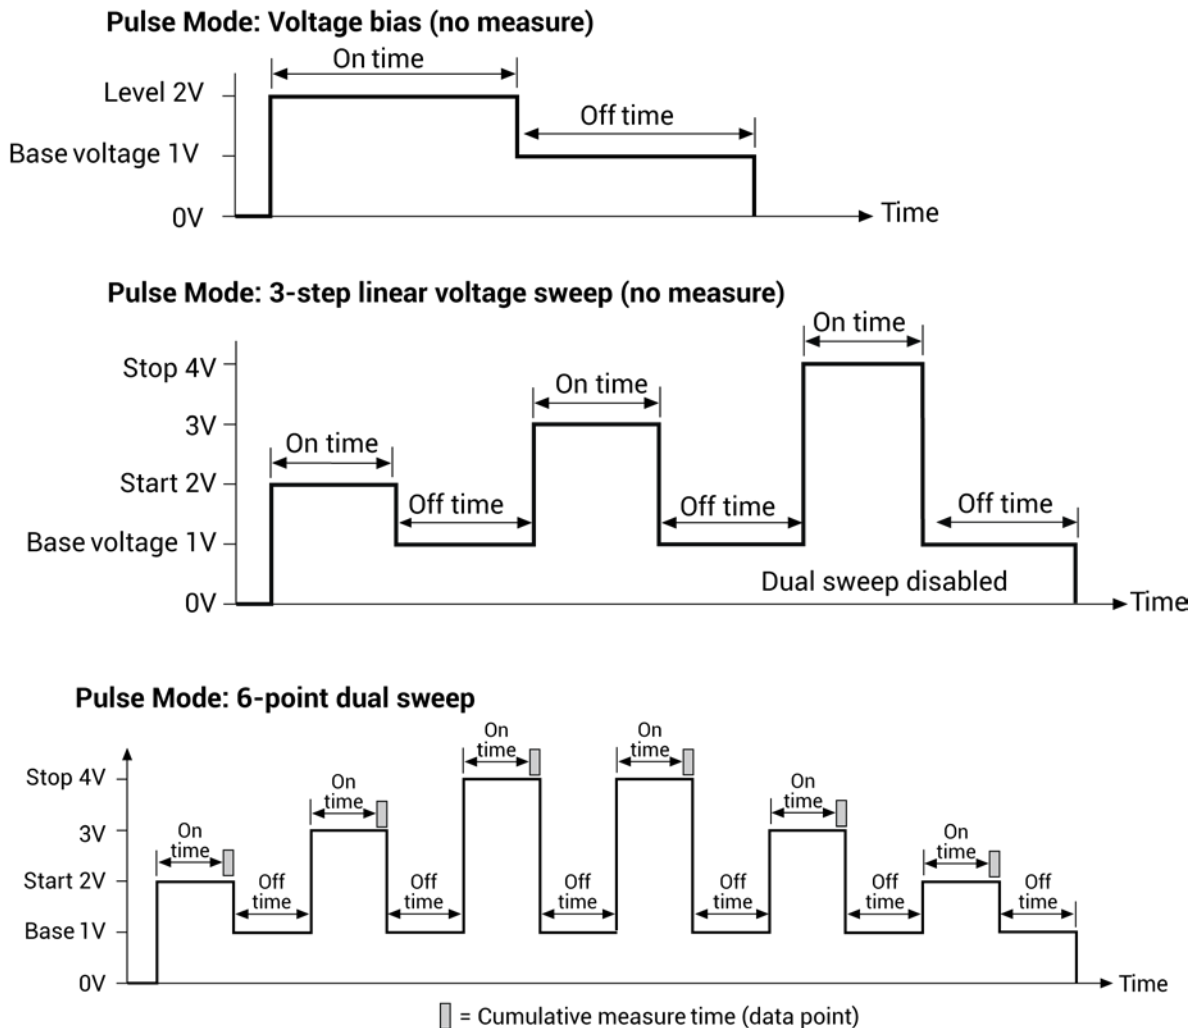 Pulse Mode: Voltage bias (no measure)
On time
Level 2V
Off time
Base voltage 1V
0V
Time
Pulse Mode: 3-step linear voltage sweep (no measure)
On time
Stop 4V
On time
3V
On time
Start 2V
Off time
Off time
Off time
Base voltage 1V
Dual sweep disabled
0V
Time
Pulse Mode: 6-point dual sweep
On
time
On
time
Stop 4V
On
time
On
time
3V
On
time
On
time
Start 2V
Off
time
Off
time
Off
time
Off
time
Off
time
Off
time
Base 1V
0V
Time
= Cumulative measure time (data point)